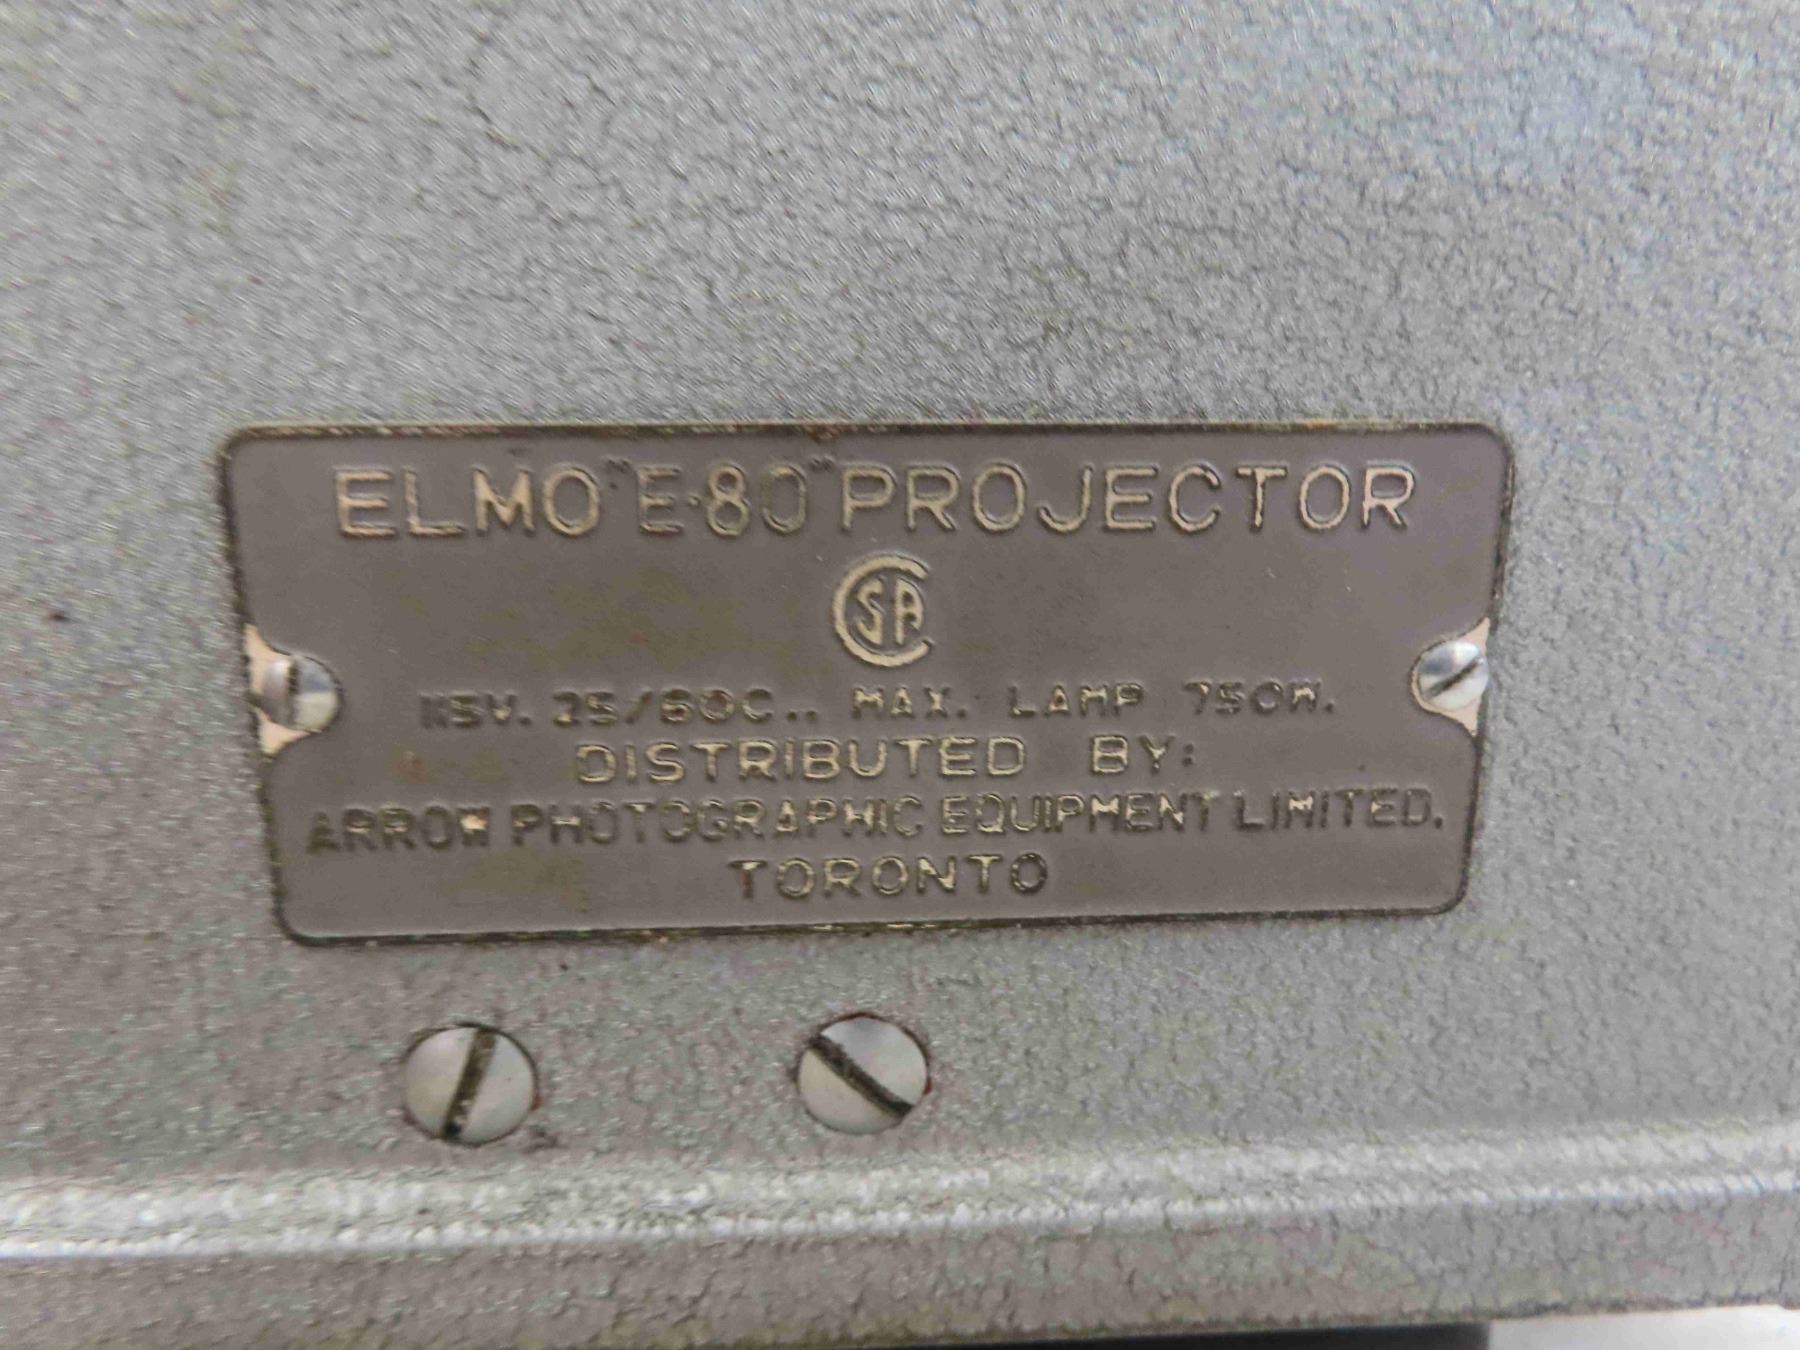 ELMO "E-80" PROJECTOR
CSA
115V. 25/60C.. MAX. LAMP 750W.
DISTRIBUTED BY:
ARROW PHOTOGRAPHIC EQUIPMENT LIMITED.
TORONTO